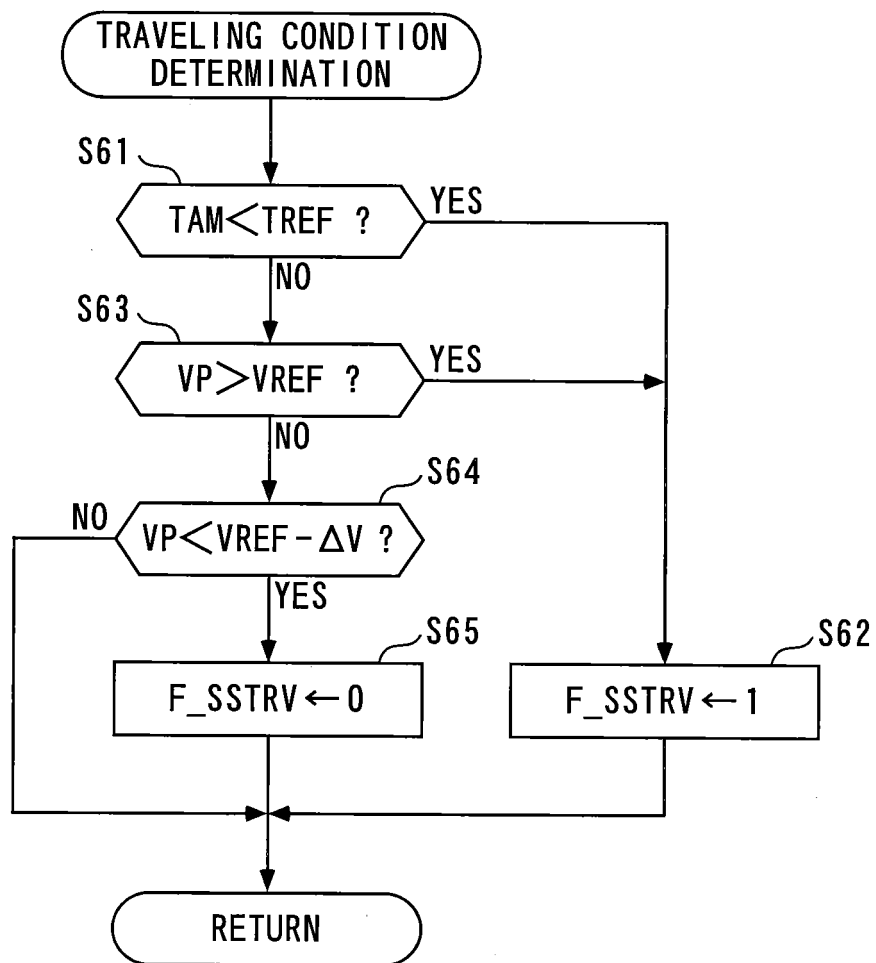 TRAVELING CONDITION
DETERMINATION
S61
TAM<TREF ?
YES
NO
S63
VP>VREF ?
YES
NO
S64
NO
VP<VREF-ΔV ?
YES
S65
S62
F_SSTRV←0
F_SSTRV←1
RETURN